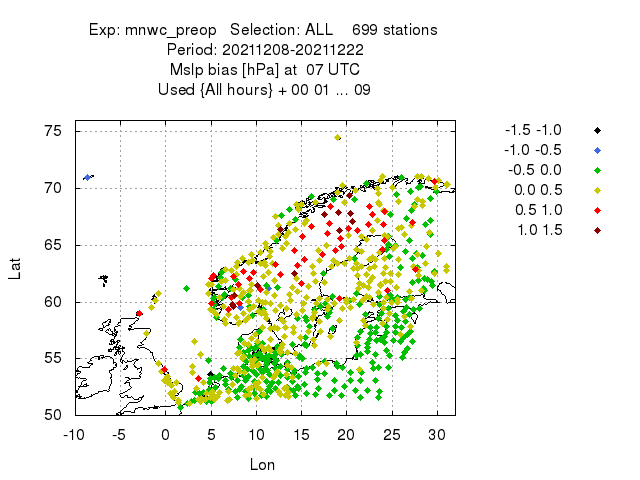 Exp: mnwc_preop Selection: ALL 699 stations
Period: 20211208-20211222
Mslp bias [hPa] at 07 UTC
Used {All hours} + 00 01 ... 09
-1.5 -1.0
-1.0 -0.5
-0.5 0.0
0.0 0.5
0.5 1.0
1.0 1.5
75
70
65
60
55
50
Lat
-10 -5 0 5 10 15 20 25 30
Lon